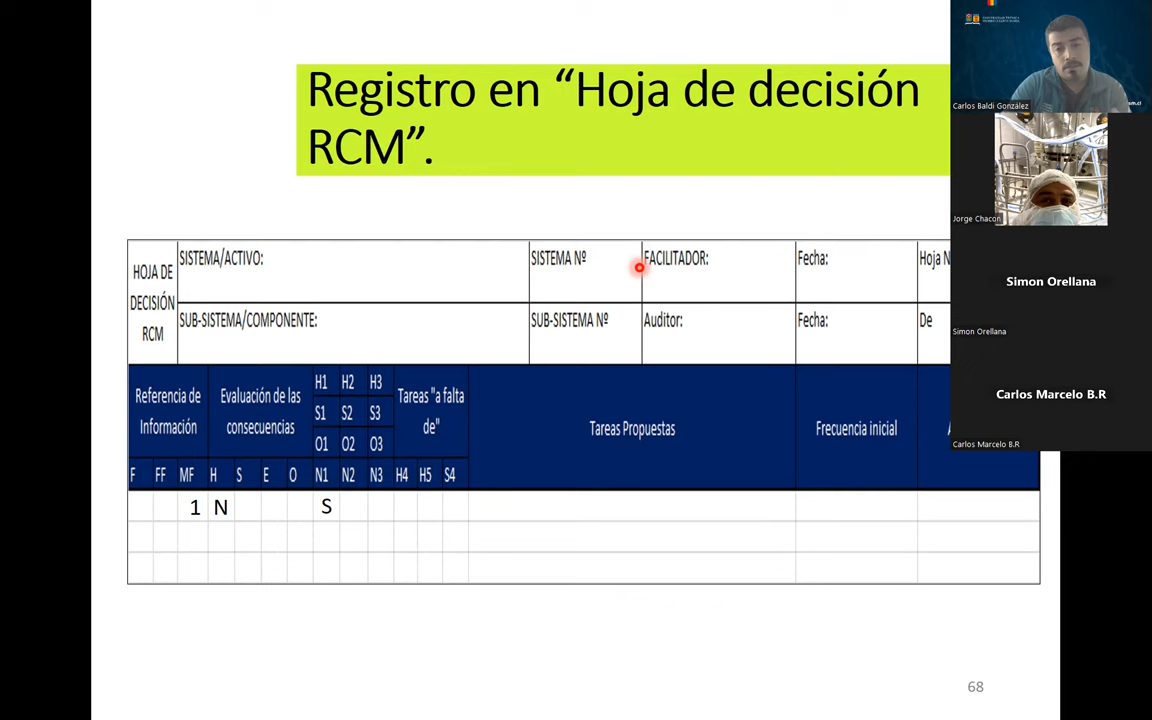 Registro en “Hoja de decisión
RCM”.
HOJA DE
DECISIÓN
RCM
SISTEMA/ACTIVO:
SISTEMA Nº
FACILITADOR:
Fecha:
Hoja N
SUB-SISTEMA/COMPONENTE:
SUB-SISTEMA Nº
Auditor:
Fecha:
De
Referencia de
Información
Evaluación de las
consecuencias
H1 H2 H3
S1 S2 S3
O1 O2 O3
Tareas "a falta
de"
Tareas Propuestas
Frecuencia inicial
F FF MF H S E O N1 N2 N3 H4 H5 S4
1 N S
68
Carlos Baldi González
Jorge Chacon
Simon Orellana
Simon Orellana
Carlos Marcelo B.R
Carlos Marcelo B.R